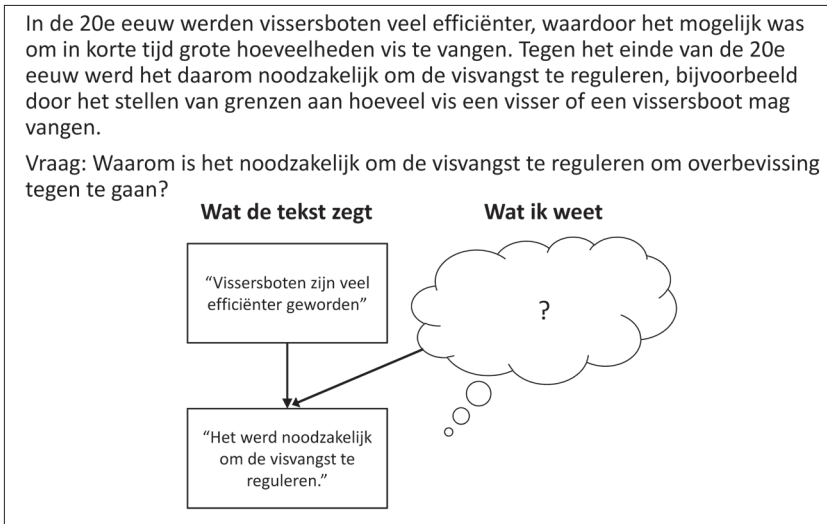 In de 20e eeuw werden vissersboten veel efficiënter, waardoor het mogelijk was
om in korte tijd grote hoeveelheden vis te vangen. Tegen het einde van de 20e
eeuw werd het daarom noodzakelijk om de visvangst te reguleren, bijvoorbeeld
door het stellen van grenzen aan hoeveel vis een visser of een vissersboot mag
vangen.
Vraag: Waarom is het noodzakelijk om de visvangst te reguleren om overbevissing
tegen te gaan?
Wat de tekst zegt
Wat ik weet
“Vissersboten zijn veel
efficiënter geworden”
?
“Het werd noodzakelijk
om de visvangst te
reguleren.”